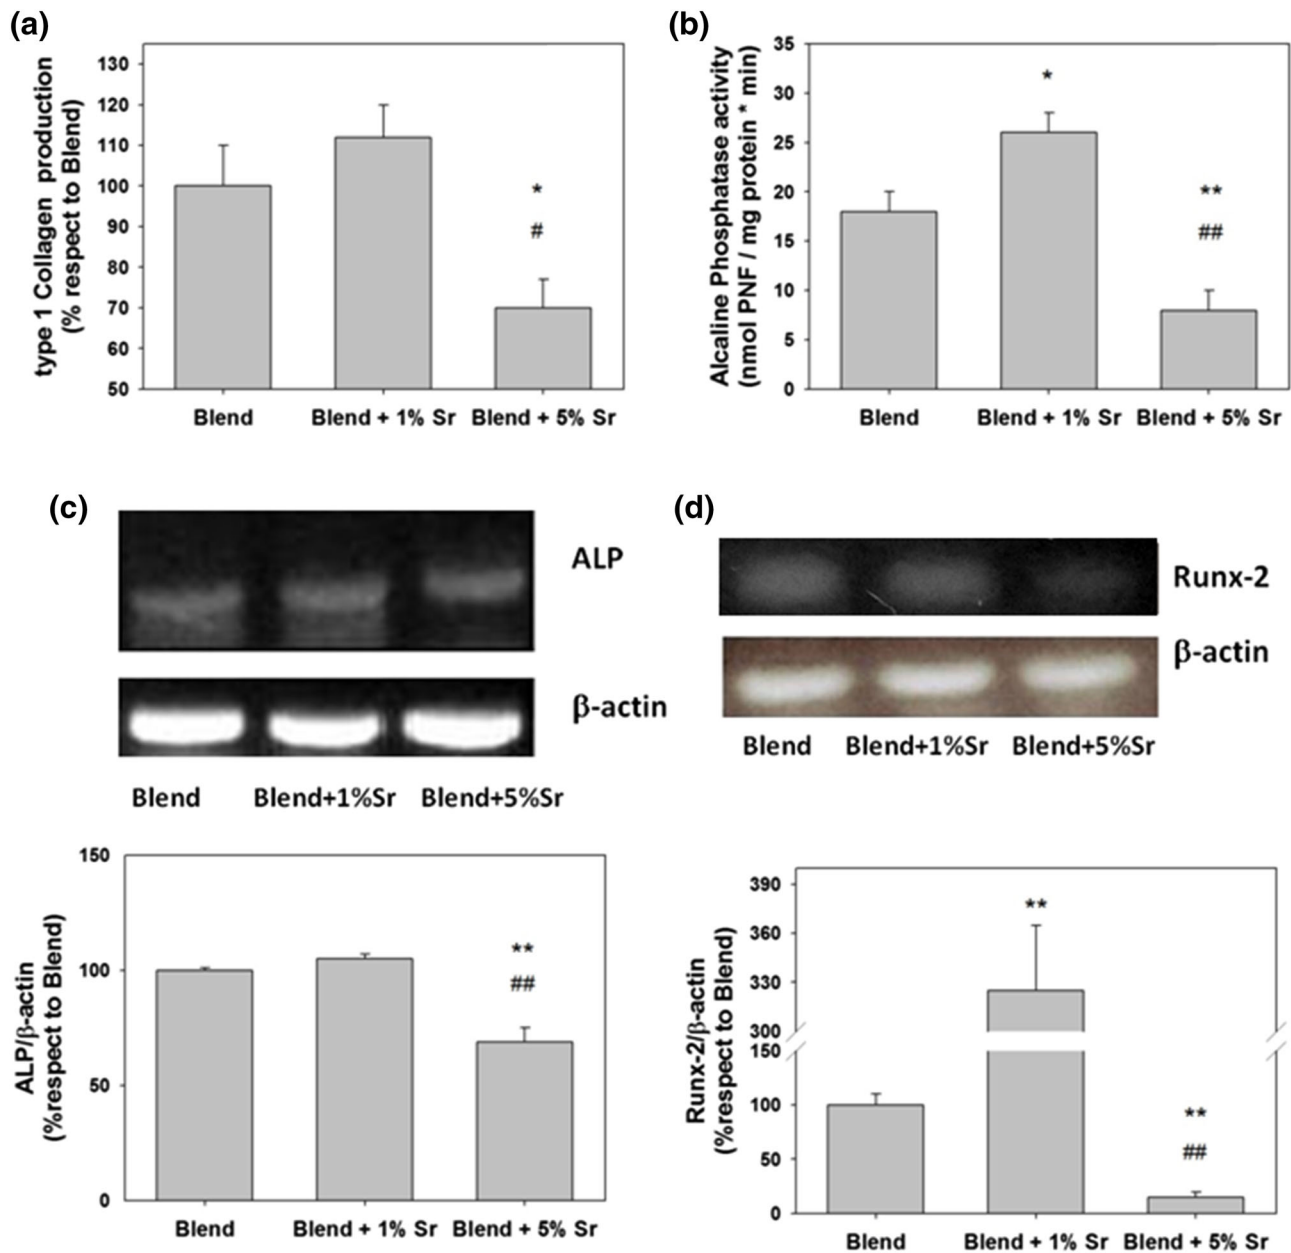 (a)
type 1 Collagen production
(% respect to Blend)
130
120
110
100
90
80
70
60
50
*
#
Blend
Blend + 1% Sr
Blend + 5% Sr
(b)
Alcaline Phosphatase activity
(nmol PNF / mg protein * min)
35
30
25
20
15
10
5
0
*
**
##
Blend
Blend + 1% Sr
Blend + 5% Sr
(c)
ALP
β-actin
Blend
Blend+1%Sr
Blend+5%Sr
ALP/β-actin
(%respect to Blend)
150
100
50
0
**
##
Blend
Blend + 1% Sr
Blend + 5% Sr
(d)
Runx-2
β-actin
Blend
Blend+1%Sr
Blend+5%Sr
Runx-2/β-actin
(%respect to Blend)
390
360
330
300
150
100
50
0
**
**
##
Blend
Blend + 1% Sr
Blend + 5% Sr